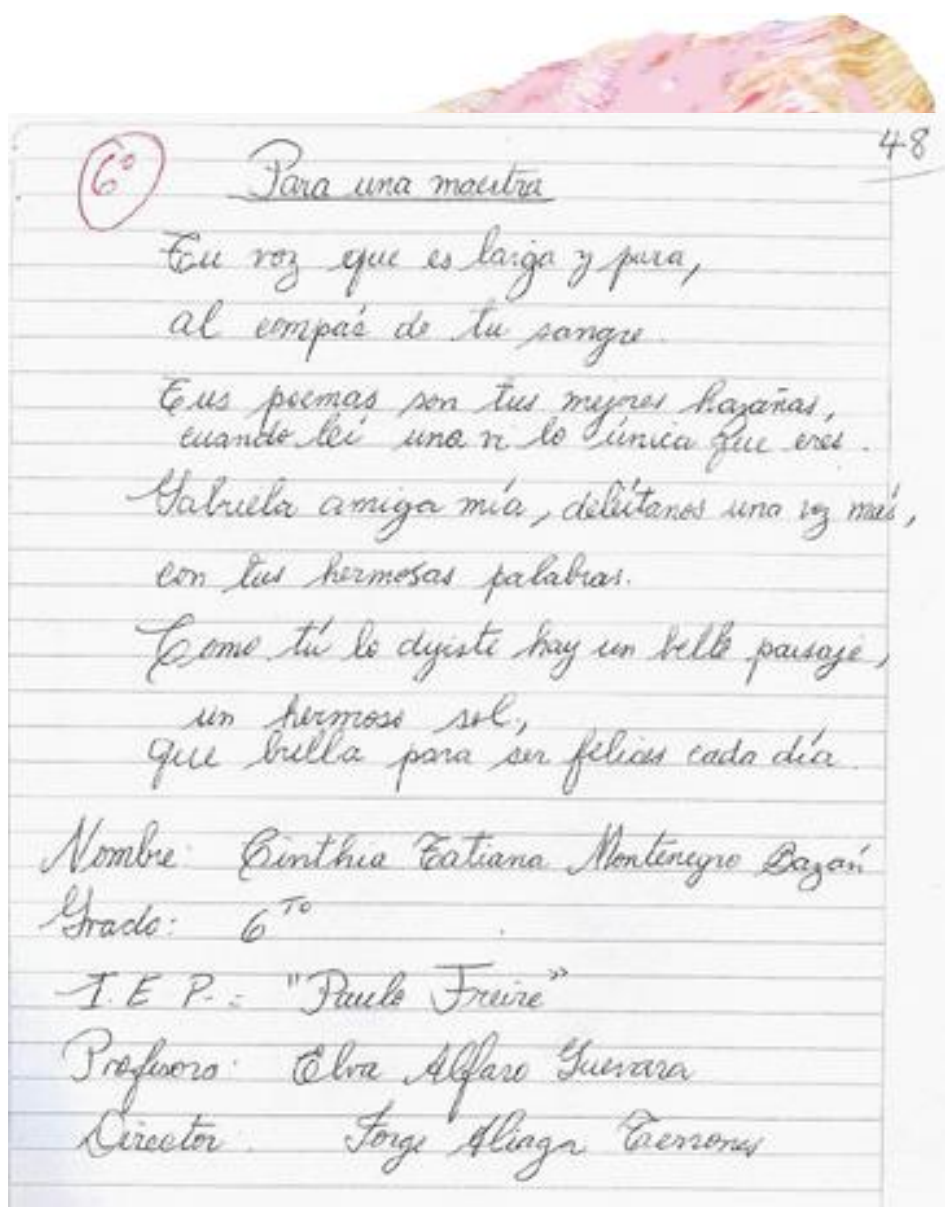 48
6°
Para una maestra
Tu voz que es larga y pura,
al compás de tu sangre.
Tus poemas son tus mejores hazañas,
cuando leí una vi lo única que eres.
Gabriela amiga mía, deléitanos una vez más,
con tus hermosas palabras.
Como tú lo dijiste hay un bello paisaje,
un hermoso sol,
que brilla para ser felices cada día.
Nombre: Cinthia Tatiana Montenegro Bazán
Grado: 6TO
I.E.P.: "Paulo Freire"
Profesora: Elva Alfaro Guevara
Director: Jorge Aliaga Terrones